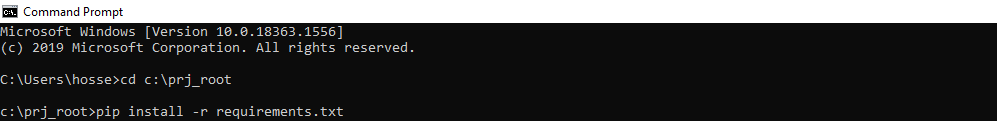 Command Prompt
Microsoft Windows [Version 10.0.18363.1556]
(c) 2019 Microsoft Corporation. All rights reserved.
C:\Users\hosse>cd c:\prj_root
c:\prj_root>pip install -r requirements.txt